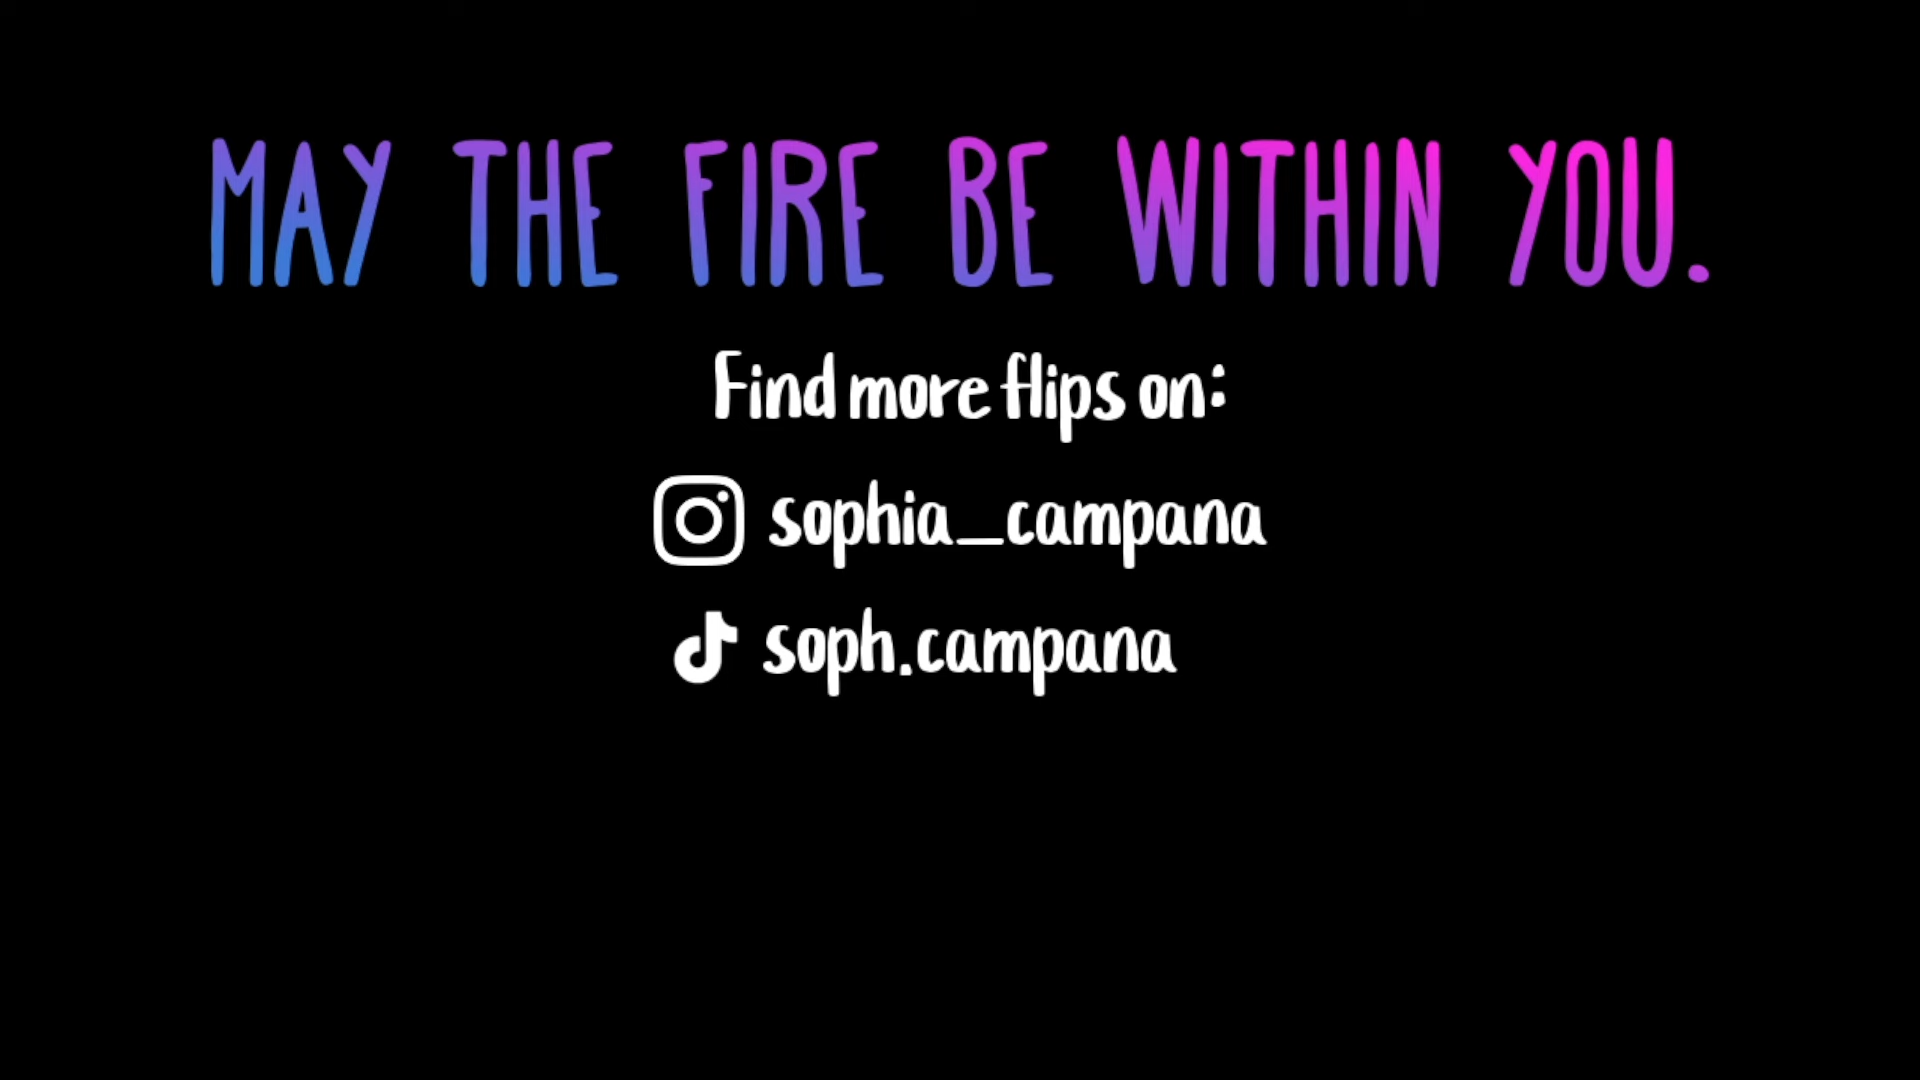 MAY THE FIRE BE WITHIN YOU.
Find more flips on:
sophia_campana
soph.campana